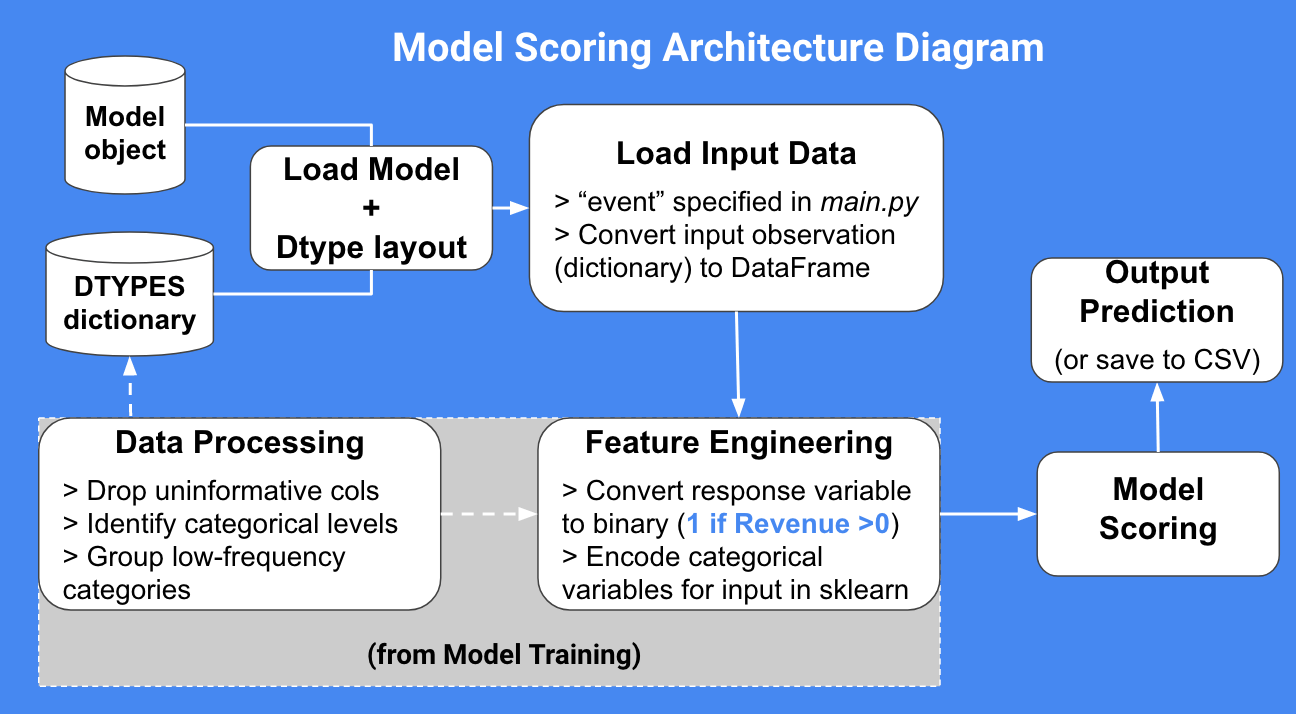 Model Scoring Architecture Diagram
Model
object
Load Model
+
Dtype layout
DTYPES
dictionary
Load Input Data
> “event” specified in main.py
> Convert input observation
(dictionary) to DataFrame
Data Processing
> Drop uninformative cols
> Identify categorical levels
> Group low-frequency
categories
Feature Engineering
> Convert response variable
to binary (1 if Revenue >0)
> Encode categorical
variables for input in sklearn
(from Model Training)
Model
Scoring
Output
Prediction
(or save to CSV)